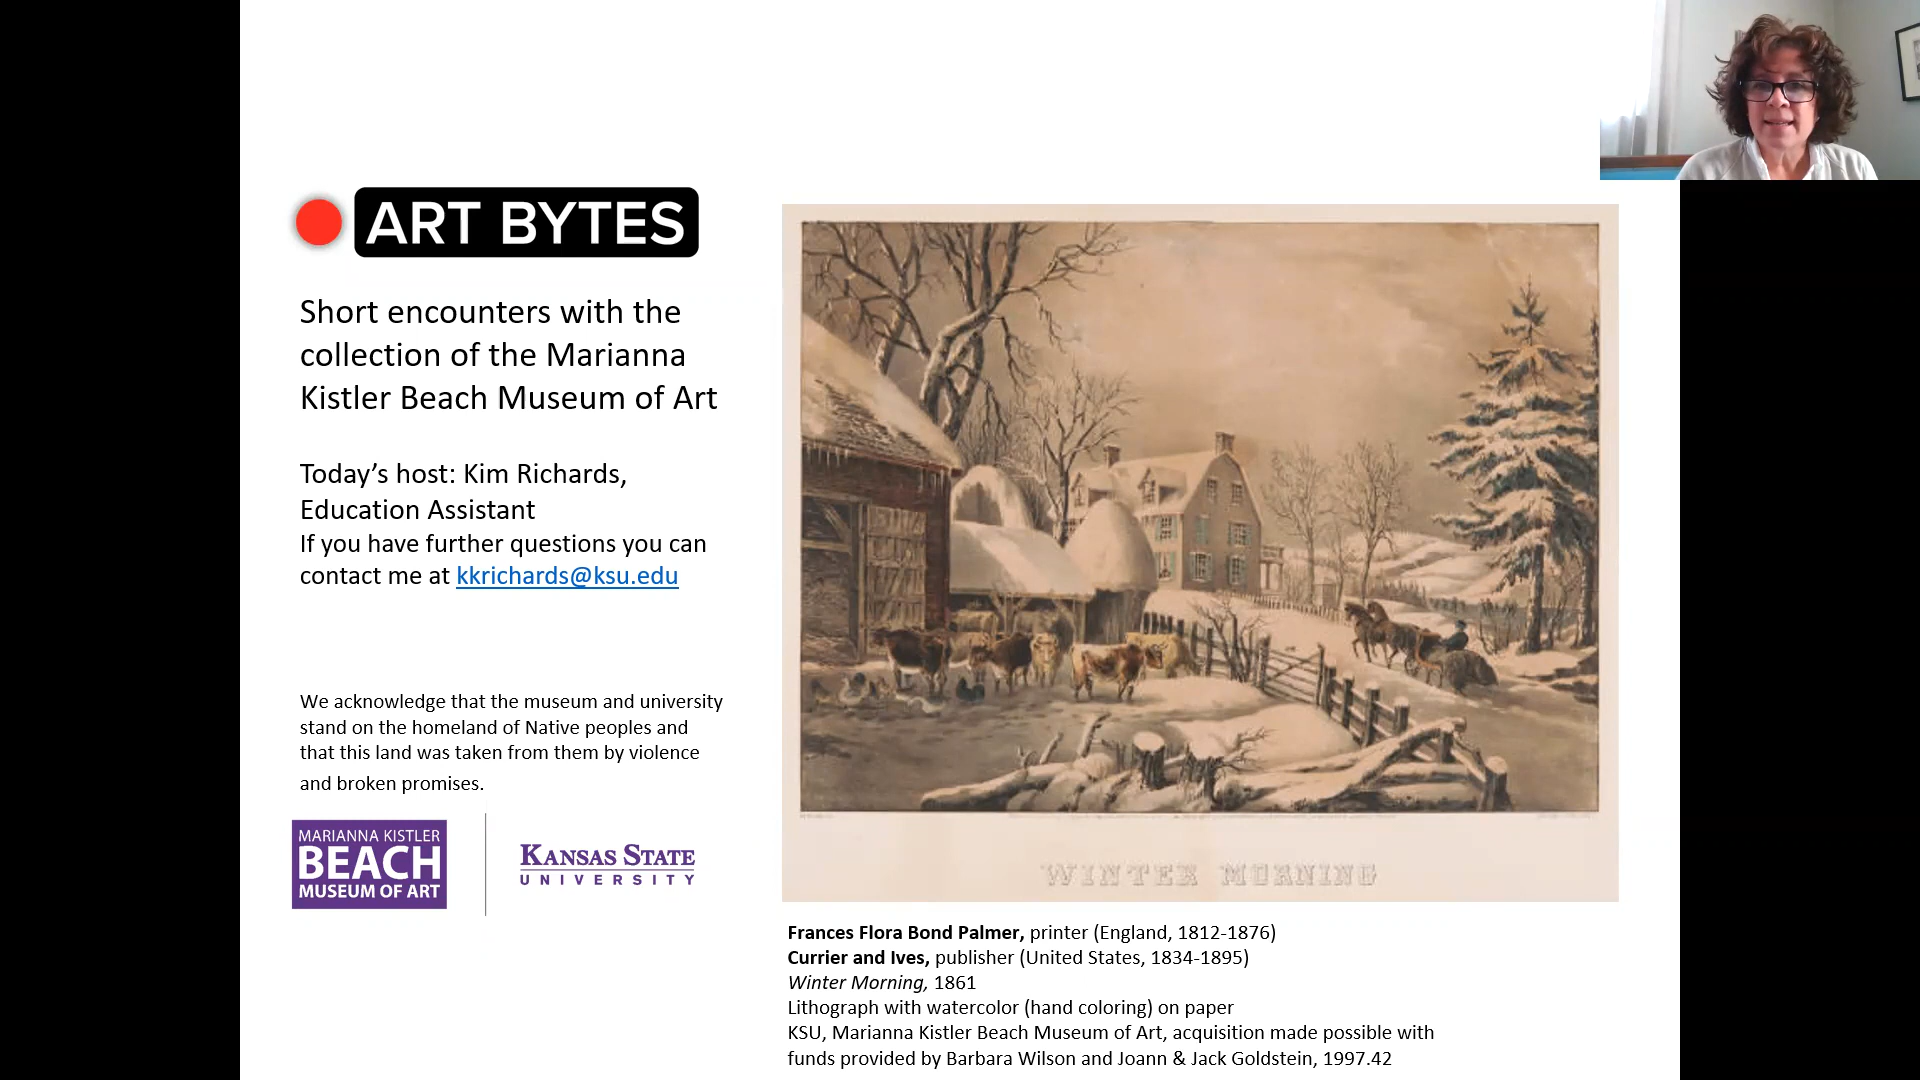 ART BYTES
Short encounters with the
collection of the Marianna
Kistler Beach Museum of Art
Today’s host: Kim Richards,
Education Assistant
If you have further questions you can
contact me at kkrichards@ksu.edu
We acknowledge that the museum and university
stand on the homeland of Native peoples and
that this land was taken from them by violence
and broken promises.
MARIANNA KISTLER
BEACH
MUSEUM OF ART
KANSAS STATE
UNIVERSITY
WINTER MORNING
Frances Flora Bond Palmer, printer (England, 1812-1876)
Currier and Ives, publisher (United States, 1834-1895)
Winter Morning, 1861
Lithograph with watercolor (hand coloring) on paper
KSU, Marianna Kistler Beach Museum of Art, acquisition made possible with
funds provided by Barbara Wilson and Joann & Jack Goldstein, 1997.42